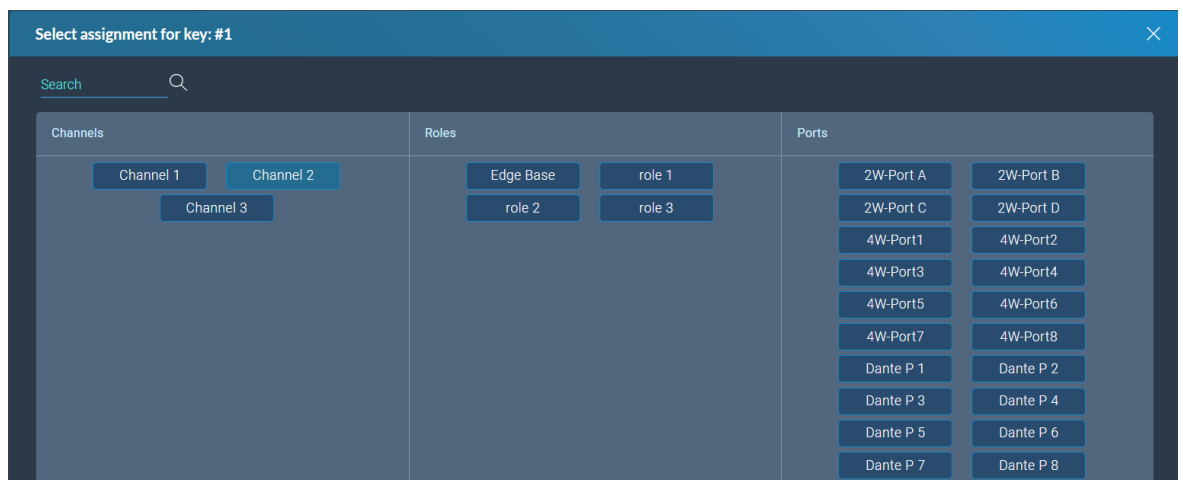 Select assignment for key: #1
Search
Channels
Channel 1 Channel 2
Channel 3
Roles
Edge Base role 1
role 2 role 3
Ports
2W-Port A 2W-Port B
2W-Port C 2W-Port D
4W-Port1 4W-Port2
4W-Port3 4W-Port4
4W-Port5 4W-Port6
4W-Port7 4W-Port8
Dante P 1 Dante P 2
Dante P 3 Dante P 4
Dante P 5 Dante P 6
Dante P 7 Dante P 8